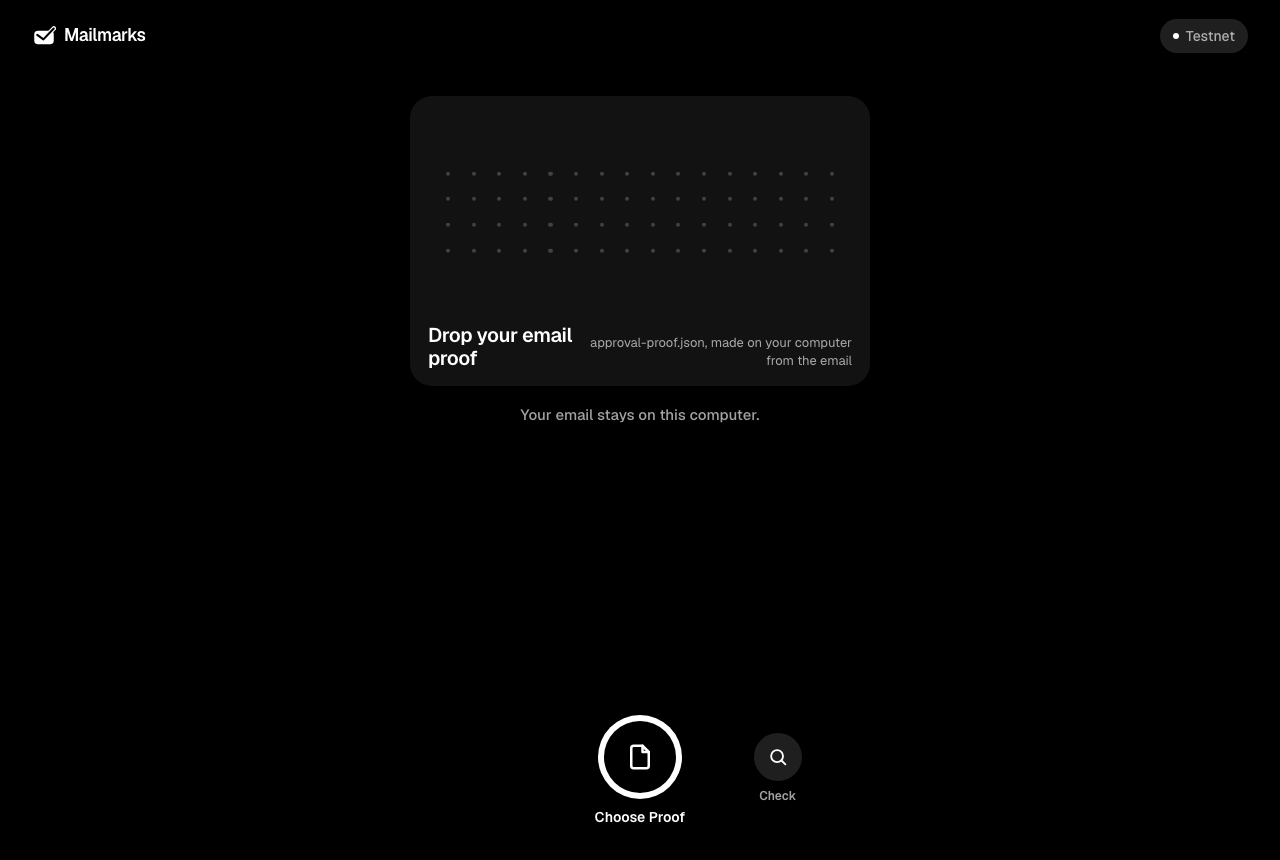 Mailmarks
Testnet
Drop your email
proof
approval-proof.json, made on your computer
from the email
Your email stays on this computer.
Choose Proof
Check